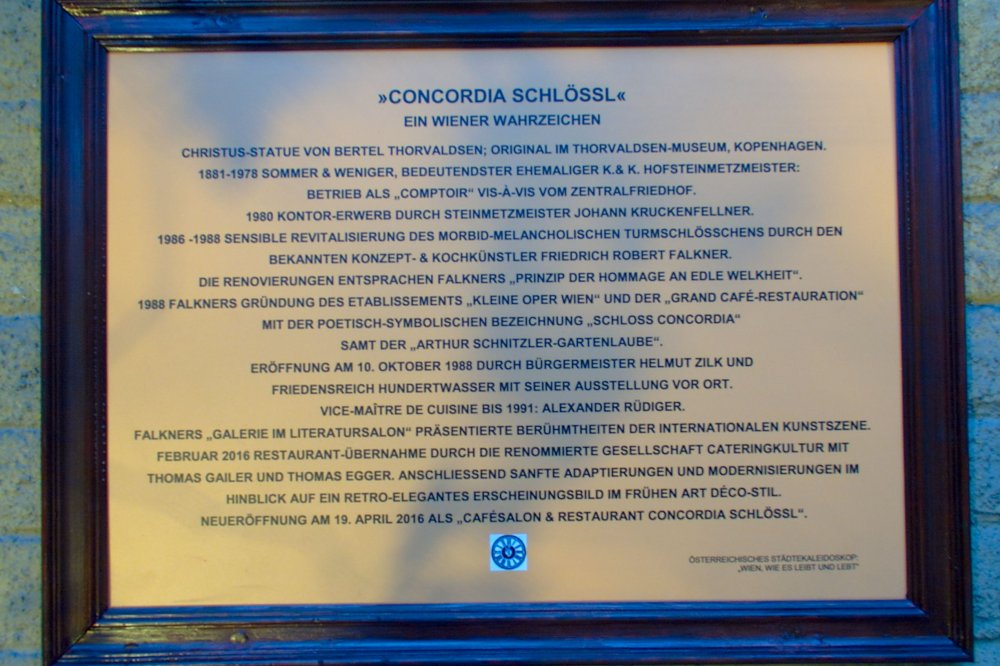 »CONCORDIA SCHLÖSSL«
EIN WIENER WAHRZEICHEN
CHRISTUS-STATUE VON BERTEL THORVALDSEN; ORIGINAL IM THORVALDSEN-MUSEUM, KOPENHAGEN.
1881-1978 SOMMER & WENIGER, BEDEUTENDSTER EHEMALIGER K.& K. HOFSTEINMETZMEISTER:
BETRIEB ALS „COMPTOIR“ VIS-À-VIS VOM ZENTRALFRIEDHOF.
1980 KONTOR-ERWERB DURCH STEINMETZMEISTER JOHANN KRUCKENFELLNER.
1986 -1988 SENSIBLE REVITALISIERUNG DES MORBID-MELANCHOLISCHEN TURMSCHLÖSSCHENS DURCH DEN
BEKANNTEN KONZEPT- & KOCHKÜNSTLER FRIEDRICH ROBERT FALKNER.
DIE RENOVIERUNGEN ENTSPRACHEN FALKNERS „PRINZIP DER HOMMAGE AN EDLE WELKHEIT“.
1988 FALKNERS GRÜNDUNG DES ETABLISSEMENTS „KLEINE OPER WIEN“ UND DER „GRAND CAFÉ-RESTAURATION“
MIT DER POETISCH-SYMBOLISCHEN BEZEICHNUNG „SCHLOSS CONCORDIA“
SAMT DER „ARTHUR SCHNITZLER-GARTENLAUBE“.
ERÖFFNUNG AM 10. OKTOBER 1988 DURCH BÜRGERMEISTER HELMUT ZILK UND
FRIEDENSREICH HUNDERTWASSER MIT SEINER AUSSTELLUNG VOR ORT.
VICE-MAÎTRE DE CUISINE BIS 1991: ALEXANDER RÜDIGER.
FALKNERS „GALERIE IM LITERATURSALON“ PRÄSENTIERTE BERÜHMTHEITEN DER INTERNATIONALEN KUNSTSZENE.
FEBRUAR 2016 RESTAURANT-ÜBERNAHME DURCH DIE RENOMMIERTE GESELLSCHAFT CATERINGKULTUR MIT
THOMAS GAILER UND THOMAS EGGER. ANSCHLIESSEND SANFTE ADAPTIERUNGEN UND MODERNISIERUNGEN IM
HINBLICK AUF EIN RETRO-ELEGANTES ERSCHEINUNGSBILD IM FRÜHEN ART DÉCO-STIL.
NEUERÖFFNUNG AM 19. APRIL 2016 ALS „CAFÉSALON & RESTAURANT CONCORDIA SCHLÖSSL“.
ÖSTERREICHISCHES STÄDTEKALEIDOSKOP:
„WIEN, WIE ES LEIBT UND LEBT“